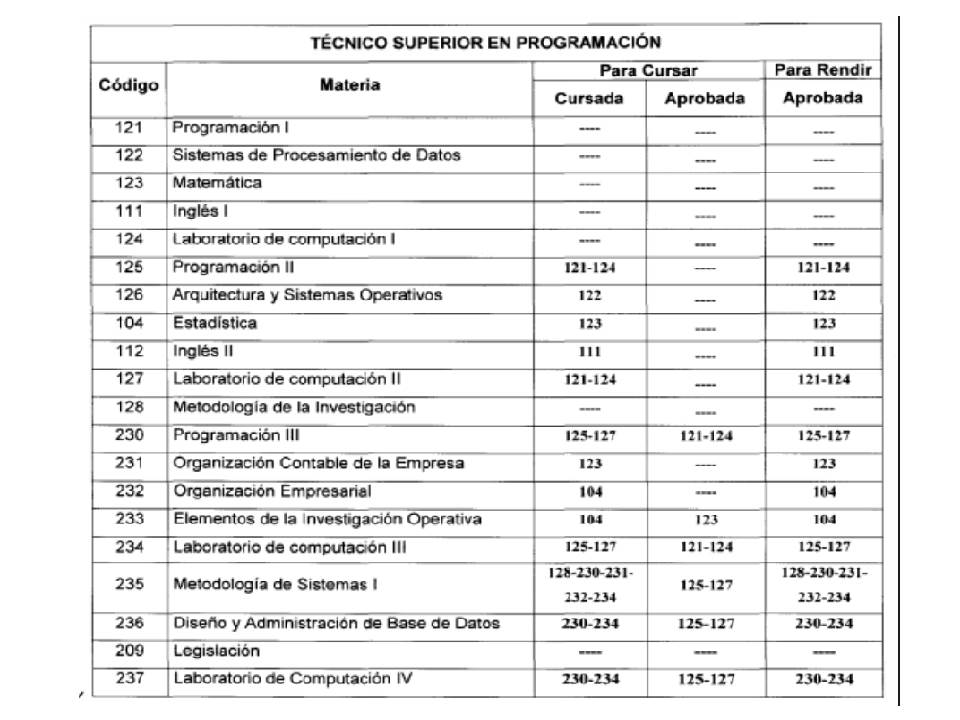 TÉCNICO SUPERIOR EN PROGRAMACIÓN
Código Materia Para Cursar Para Rendir
Cursada Aprobada Aprobada
121 Programación I ---- ---- ----
122 Sistemas de Procesamiento de Datos ---- ---- ----
123 Matemática ---- ---- ----
111 Inglés I ---- ---- ----
124 Laboratorio de computación I ---- ---- ----
125 Programación II 121-124 ---- 121-124
126 Arquitectura y Sistemas Operativos 122 ---- 122
104 Estadística 123 ---- 123
112 Inglés II 111 ---- 111
127 Laboratorio de computación II 121-124 ---- 121-124
128 Metodología de la Investigación ---- ---- ----
230 Programación III 125-127 121-124 125-127
231 Organización Contable de la Empresa 123 ---- 123
232 Organización Empresarial 104 ---- 104
233 Elementos de la Investigación Operativa 104 123 104
234 Laboratorio de computación III 125-127 121-124 125-127
235 Metodología de Sistemas I 128-230-231-232-234 125-127 128-230-231-232-234
236 Diseño y Administración de Base de Datos 230-234 125-127 230-234
209 Legislación ---- ---- ----
237 Laboratorio de Computación IV 230-234 125-127 230-234